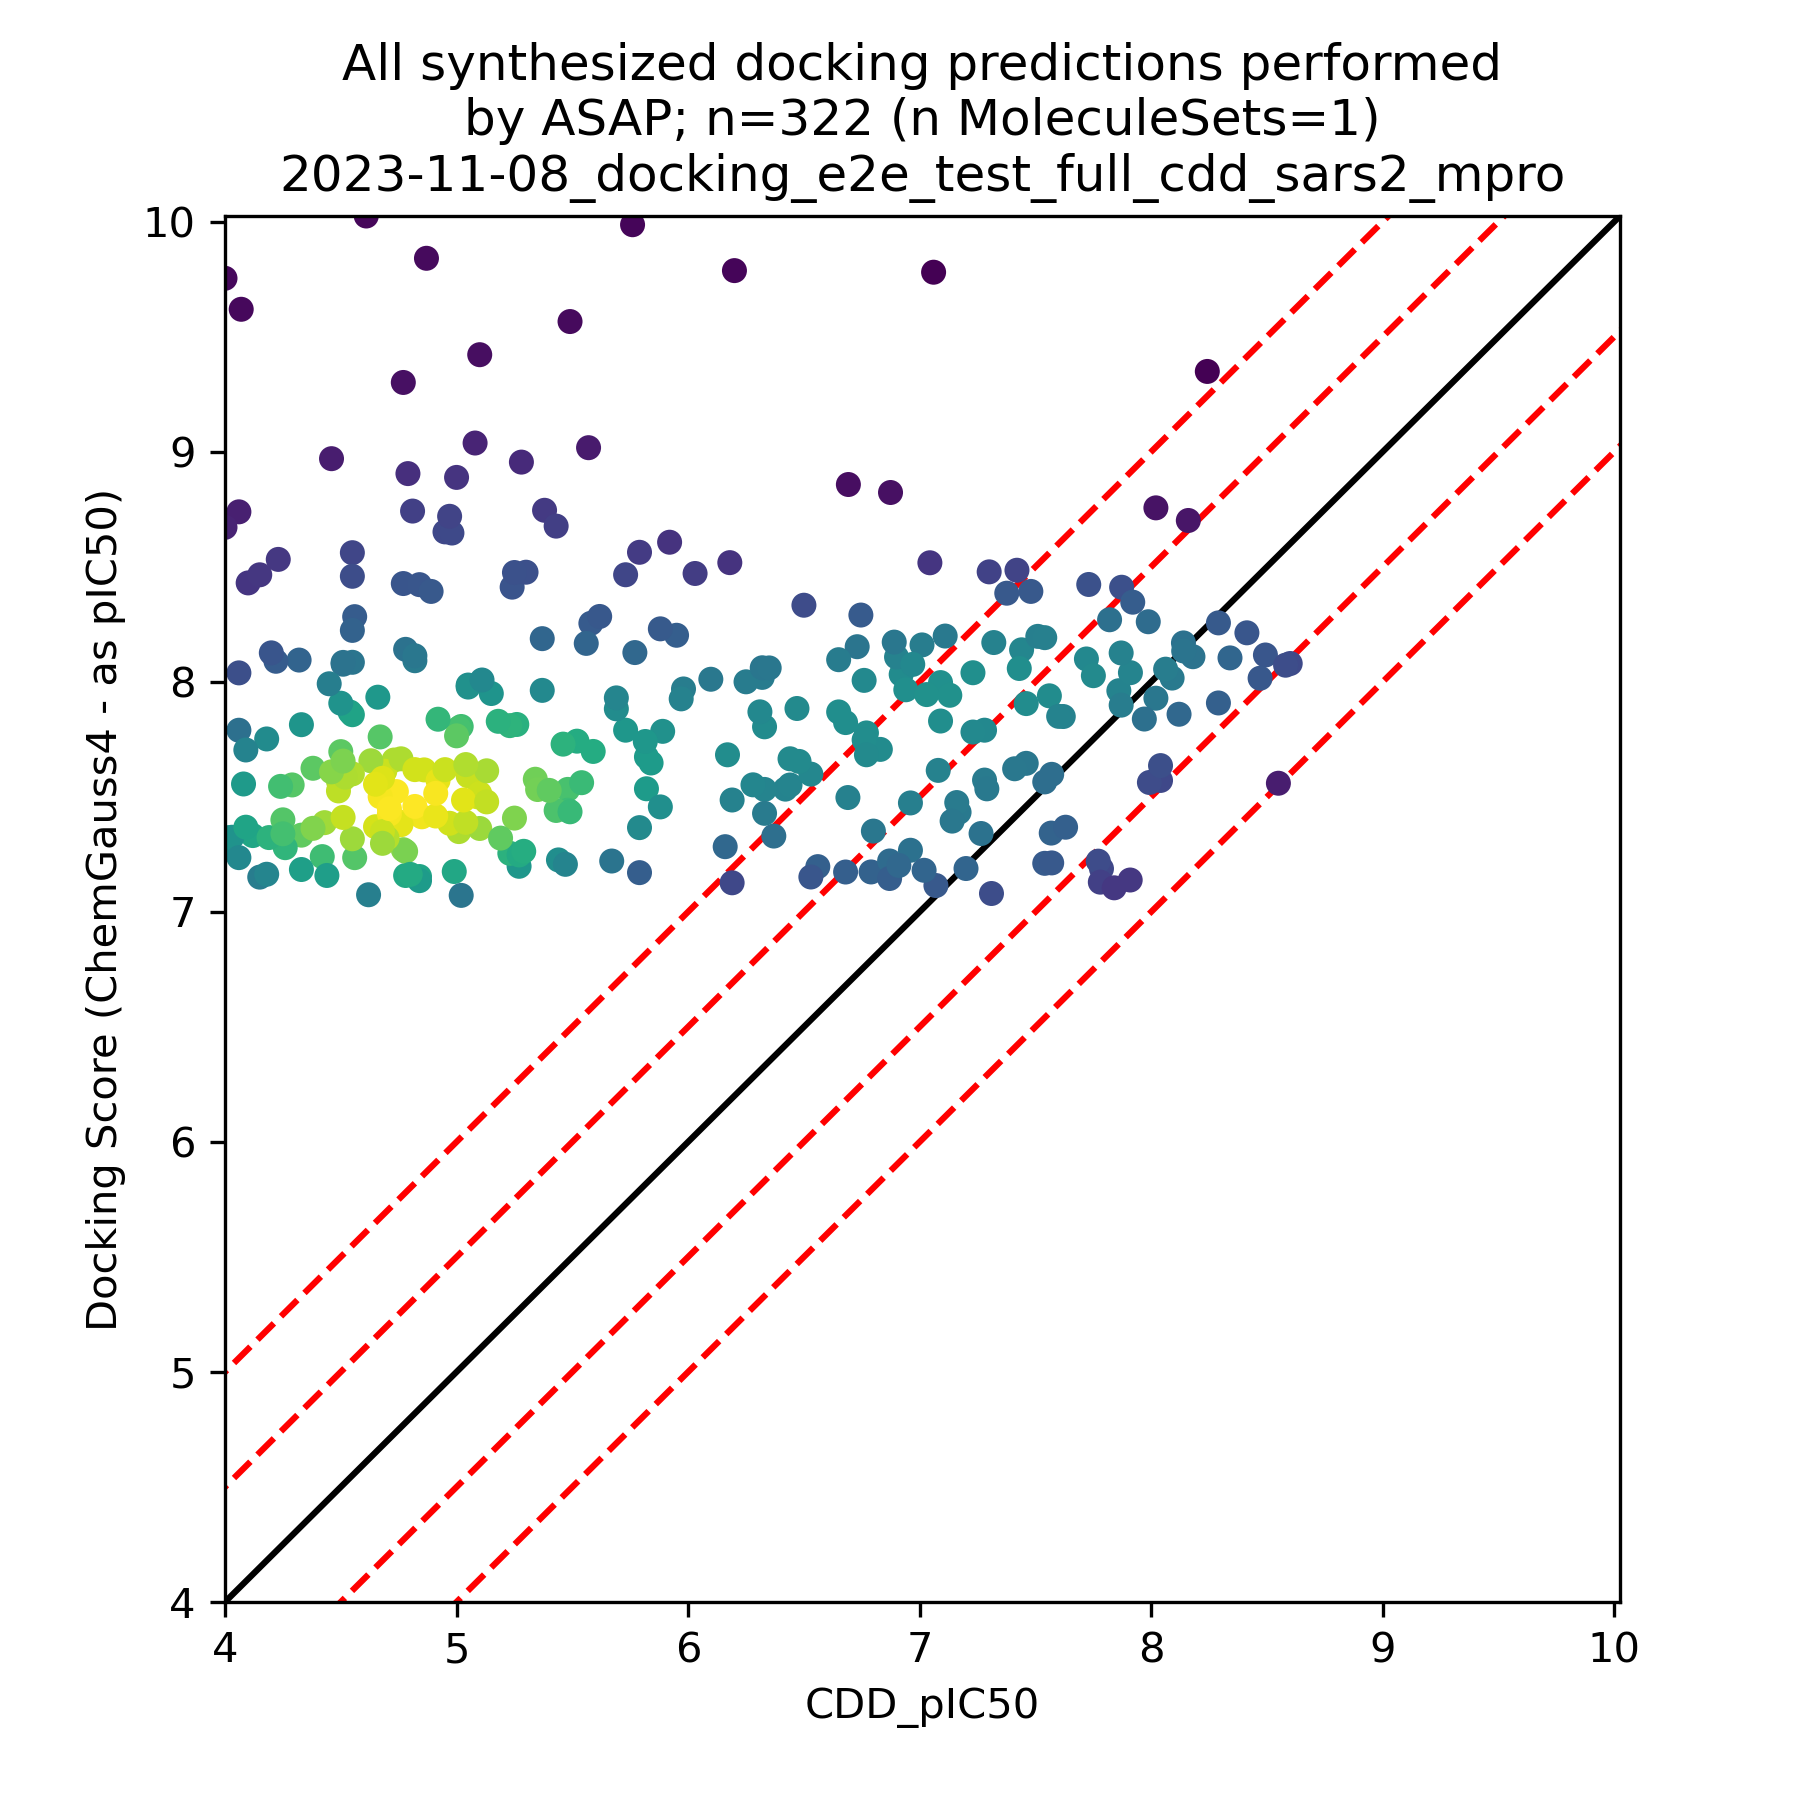 All synthesized docking predictions performed
by ASAP; n=322 (n MoleculeSets=1)
2023-11-08_docking_e2e_test_full_cdd_sars2_mpro
10
9
8
7
6
5
4
Docking Score (ChemGauss4 - as pIC50)
4 5 6 7 8 9 10
CDD_pIC50